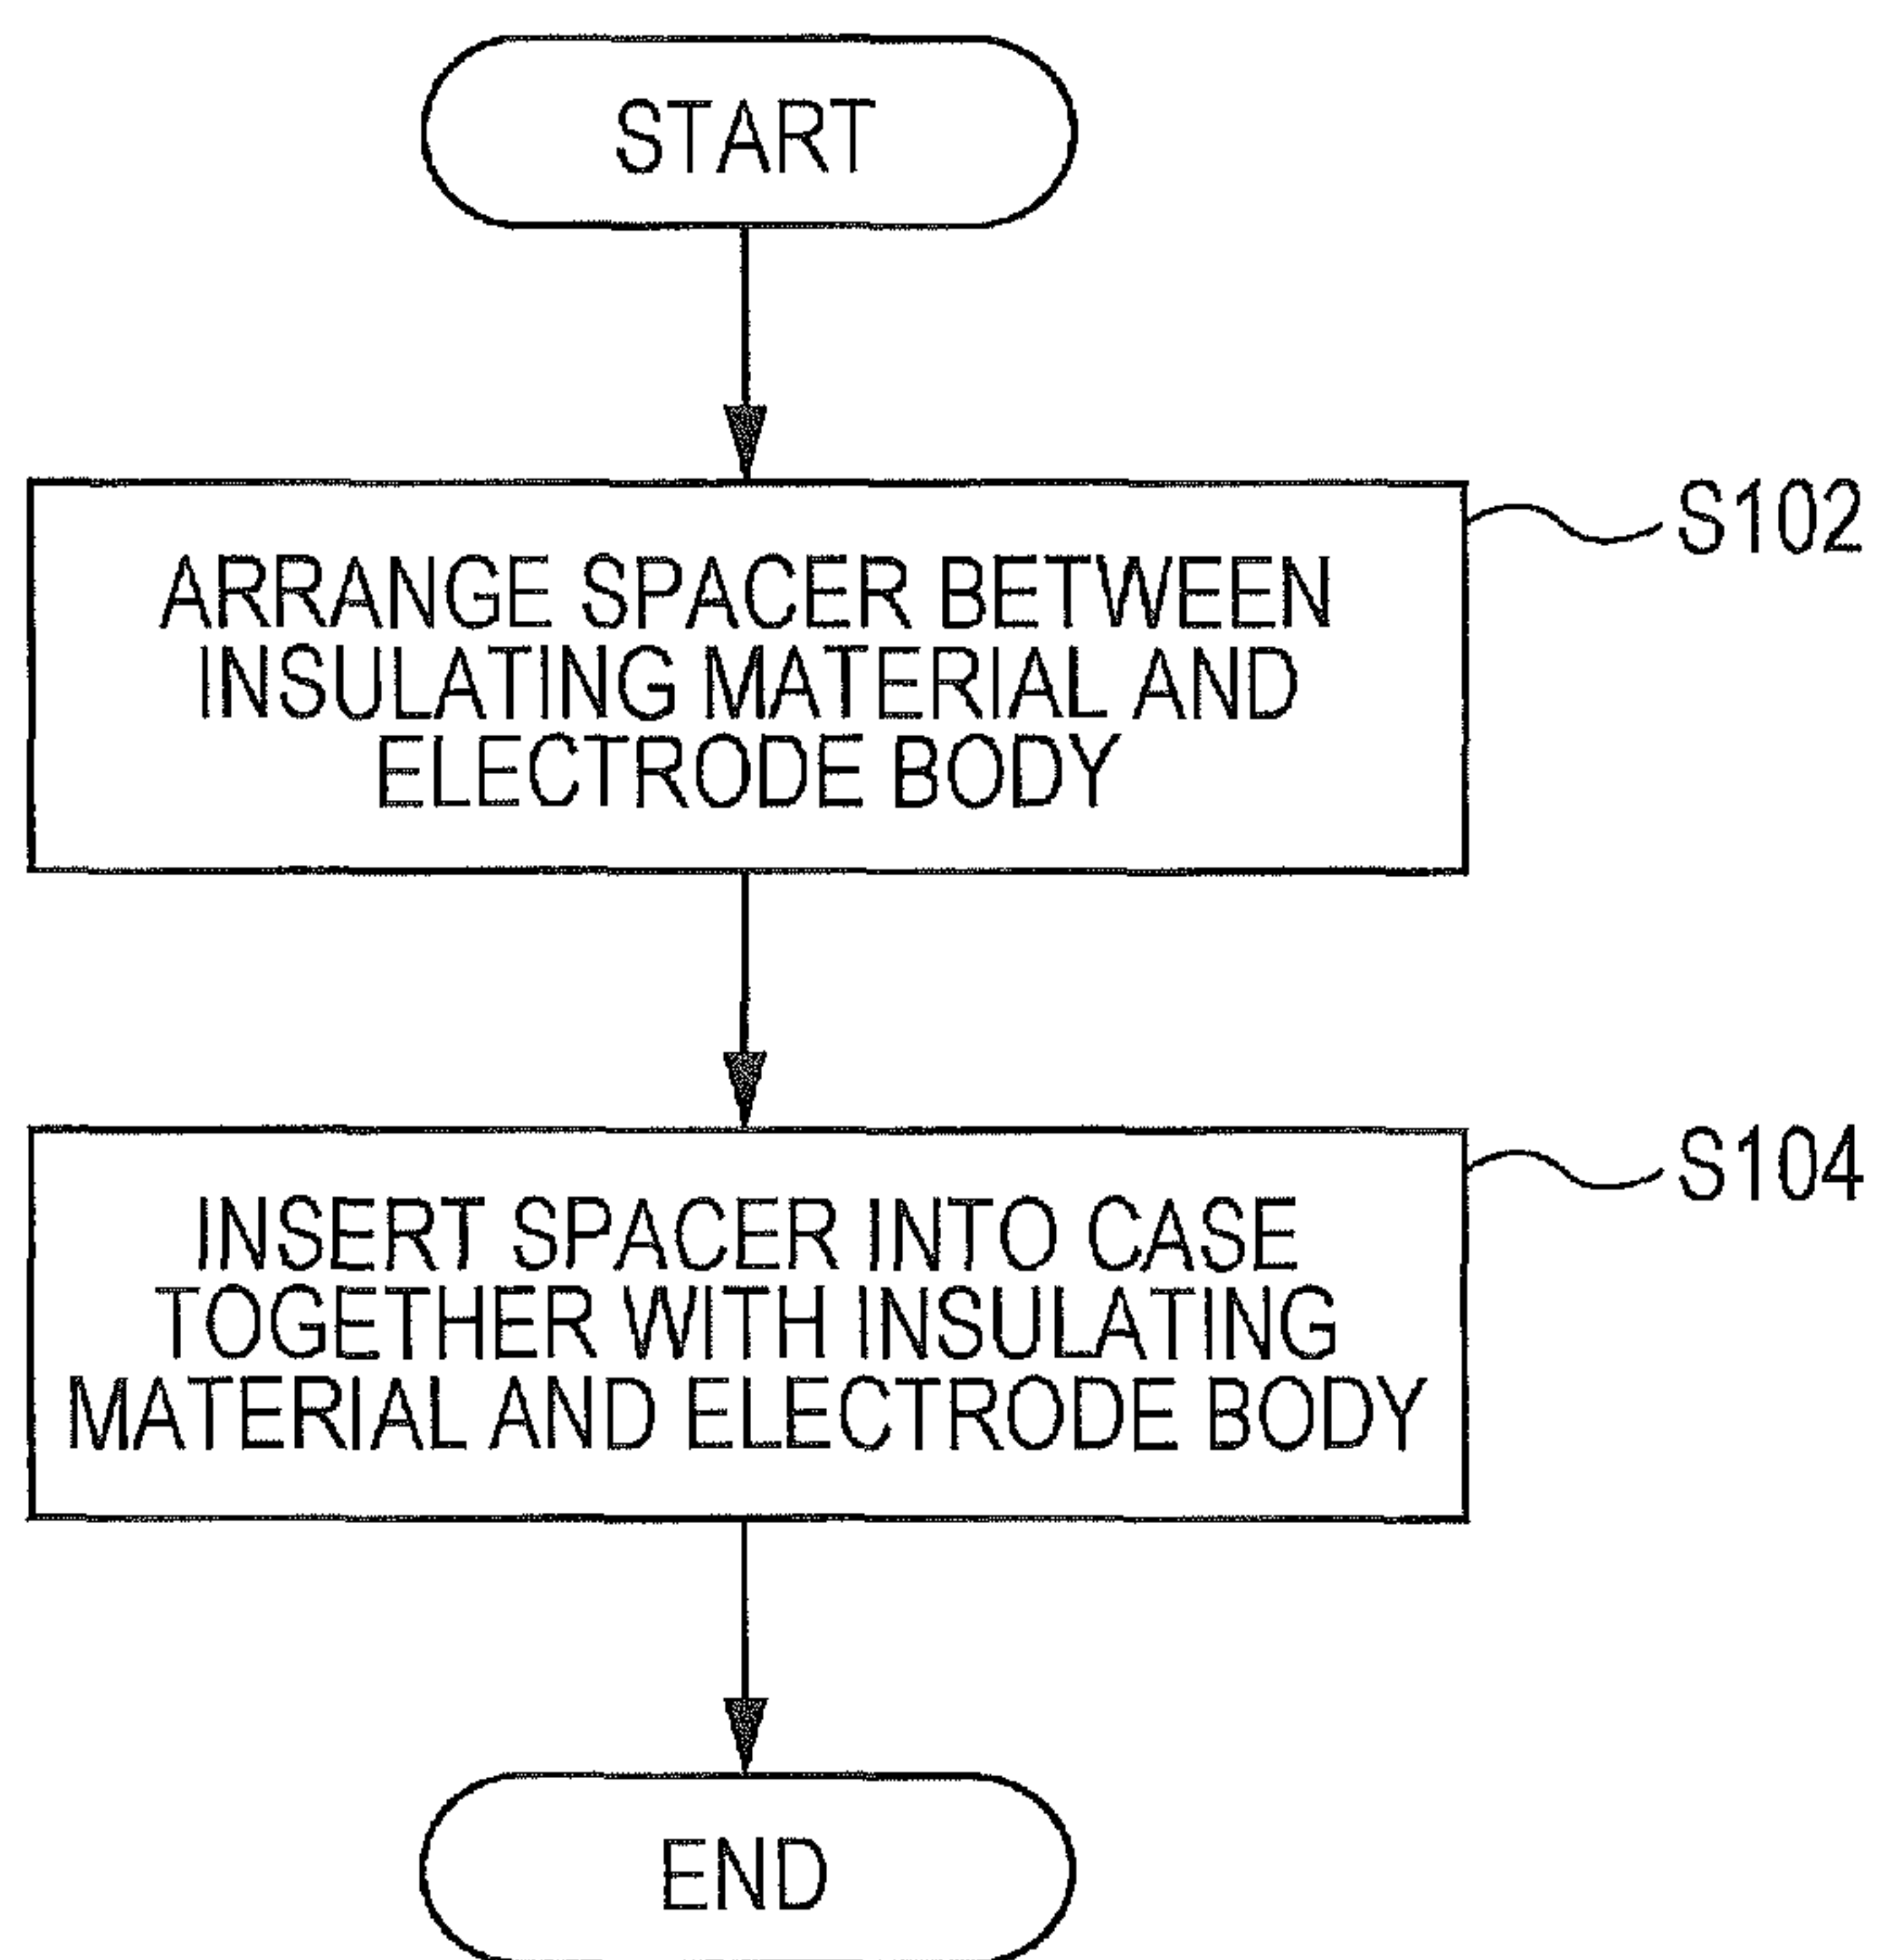 START
S102
ARRANGE SPACER BETWEEN
INSULATING MATERIAL AND
ELECTRODE BODY
S104
INSERT SPACER INTO CASE
TOGETHER WITH INSULATING
MATERIAL AND ELECTRODE BODY
END